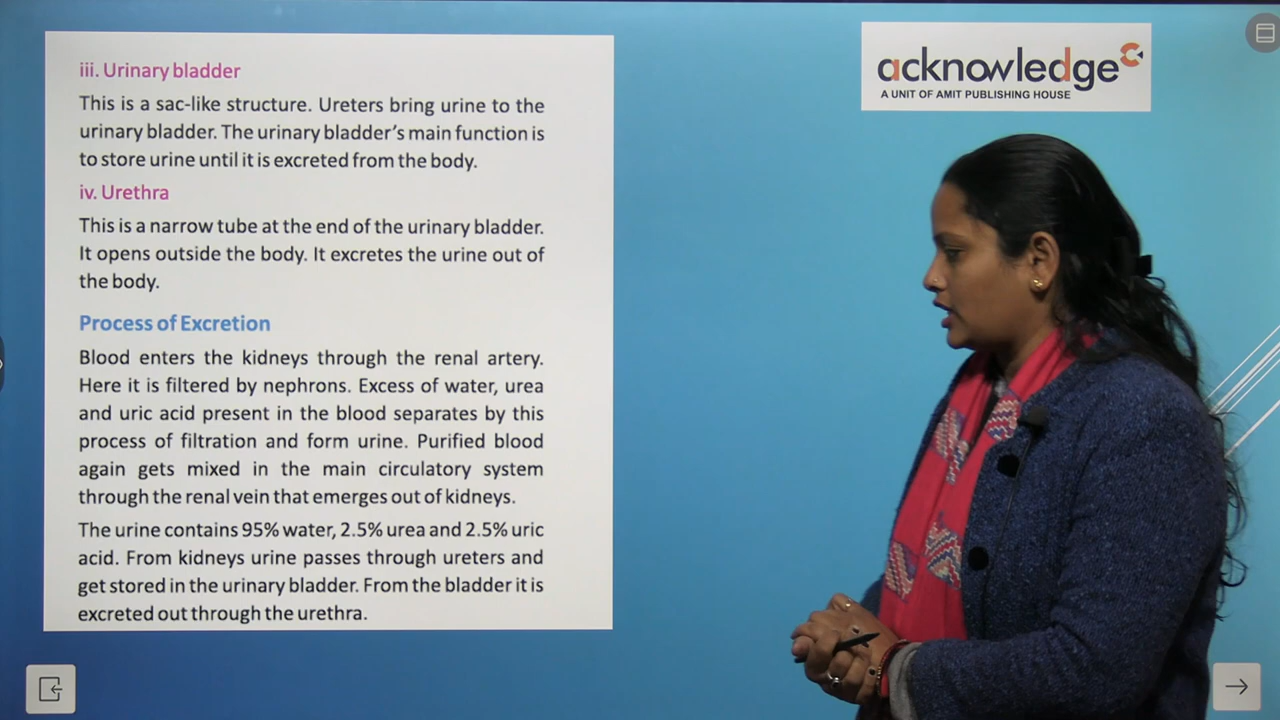 iii. Urinary bladder
This is a sac-like structure. Ureters bring urine to the
urinary bladder. The urinary bladder's main function is
to store urine until it is excreted from the body.
iv. Urethra
This is a narrow tube at the end of the urinary bladder.
It opens outside the body. It excretes the urine out of
the body.
Process of Excretion
Blood enters the kidneys through the renal artery.
Here it is filtered by nephrons. Excess of water, urea
and uric acid present in the blood separates by this
process of filtration and form urine. Purified blood
again gets mixed in the main circulatory system
through the renal vein that emerges out of kidneys.
The urine contains 95% water, 2.5% urea and 2.5% uric
acid. From kidneys urine passes through ureters and
get stored in the urinary bladder. From the bladder it is
excreted out through the urethra.
acknowledge
A UNIT OF AMIT PUBLISHING HOUSE